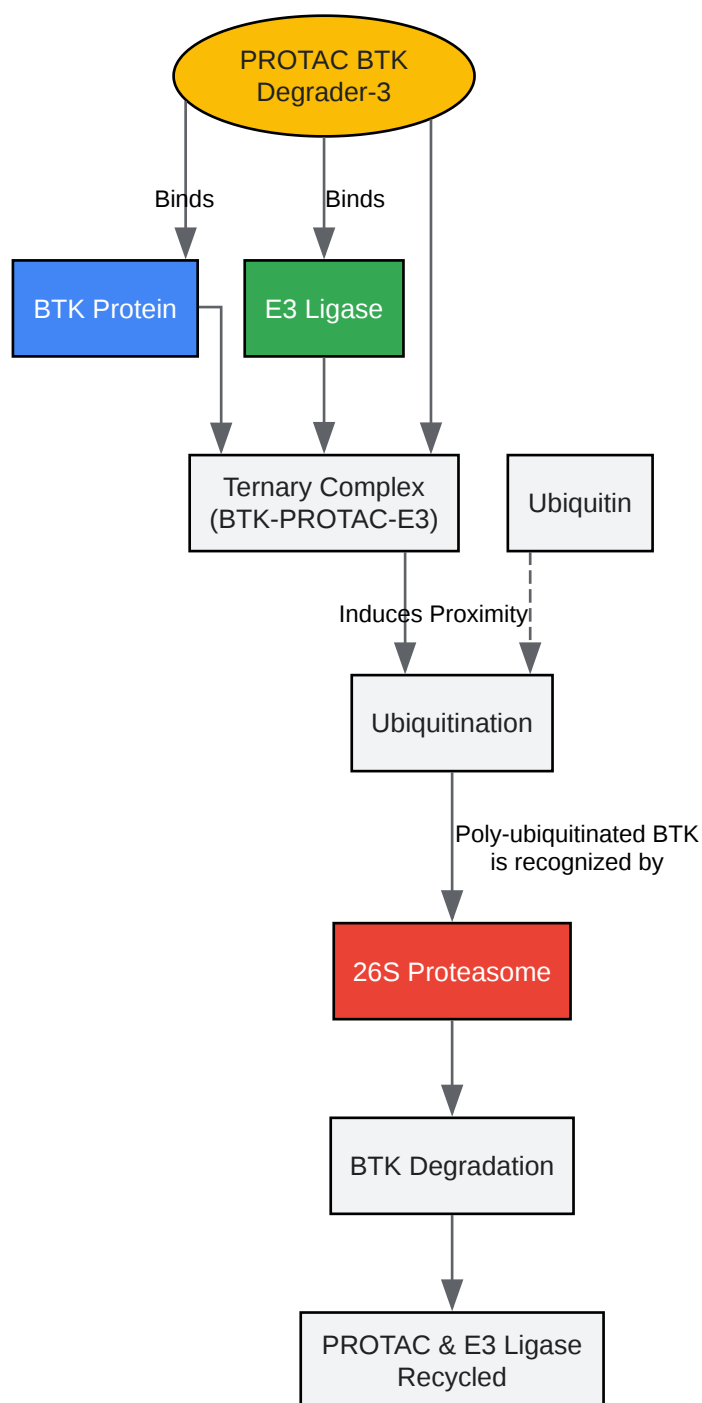 PROTAC BTK
Degrader-3
Binds
Binds
BTK Protein
E3 Ligase
Ternary Complex
(BTK-PROTAC-E3)
Ubiquitin
Induces Proximity
Ubiquitination
Poly-ubiquitinated BTK
is recognized by
26S Proteasome
BTK Degradation
PROTAC & E3 Ligase
Recycled